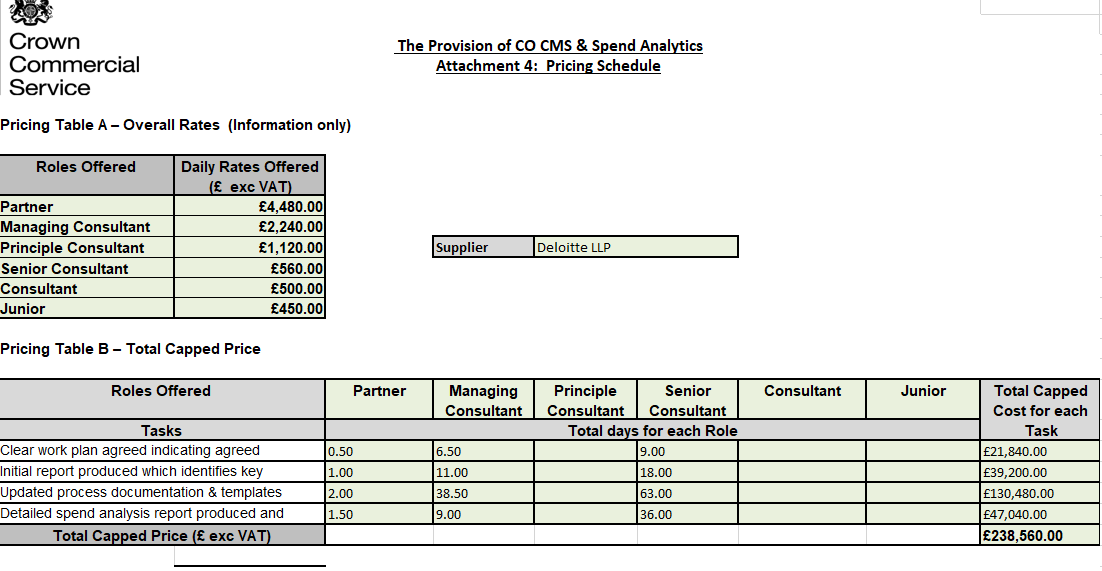 Crown
Commercial
Service
The Provision of CO CMS & Spend Analytics
Attachment 4:  Pricing Schedule
Pricing Table A – Overall Rates  (Information only)
Roles Offered Daily Rates Offered
(£  exc VAT)
Partner £4,480.00
Managing Consultant £2,240.00
Principle Consultant £1,120.00
Supplier Deloitte LLP
Senior Consultant £560.00
Consultant £500.00
Junior £450.00
Pricing Table B – Total Capped Price
Roles Offered Partner Managing Principle Senior Consultant Junior Total Capped
Consultant Consultant Consultant Cost for each
Tasks Total days for each Role Task
Clear work plan agreed indicating agreed 0.50 6.50 9.00 £21,840.00
Initial report produced which identifies key 1.00 11.00 18.00 £39,200.00
Updated process documentation & templates 2.00 38.50 63.00 £130,480.00
Detailed spend analysis report produced and 1.50 9.00 36.00 £47,040.00
Total Capped Price (£ exc VAT) £238,560.00